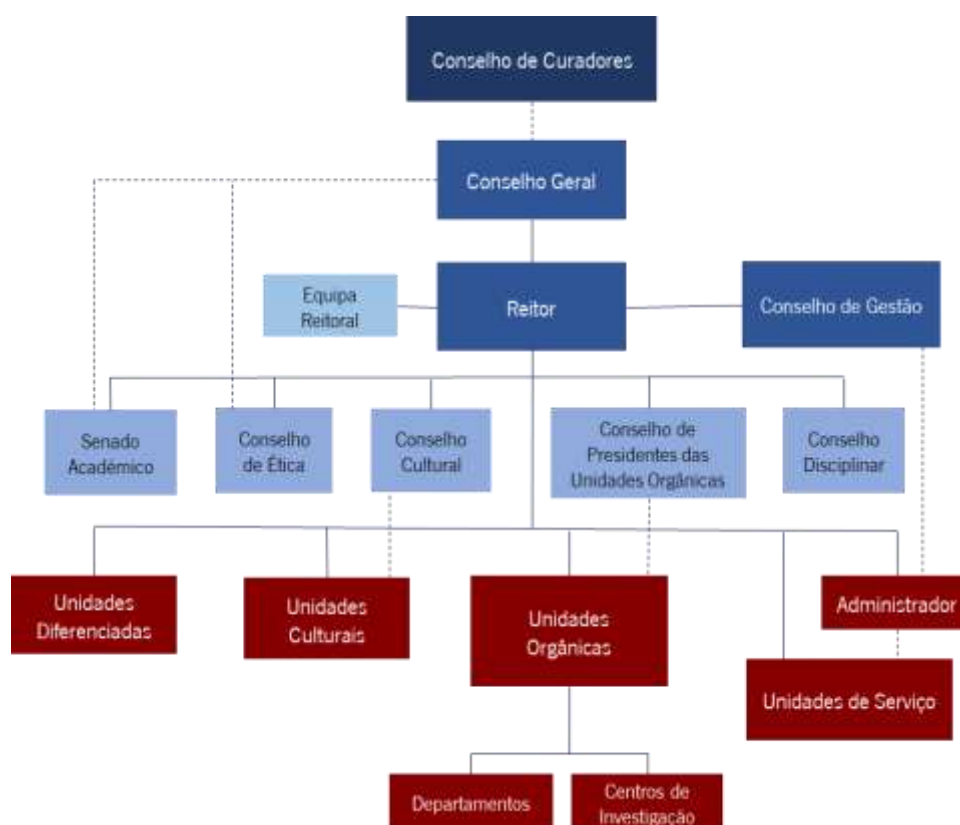 Conselho de Curadores
Conselho Geral
Equipa
Reitoral
Reitor
Conselho de Gestão
Senado
Académico
Conselho
de Ética
Conselho
Cultural
Conselho de
Presidentes das
Unidades Orgânicas
Conselho
Disciplinar
Unidades
Diferenciadas
Unidades
Culturais
Unidades
Orgânicas
Administrador
Unidades de Serviço
Departamentos
Centros de
Investigação